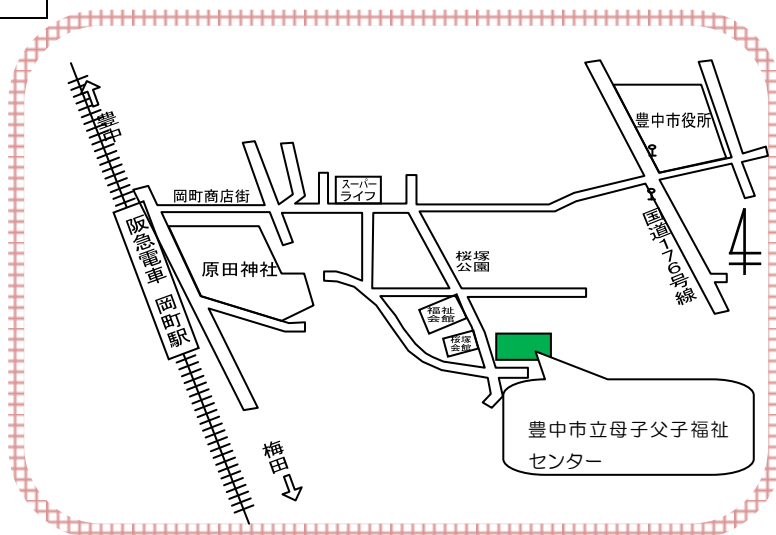 豊中
豊中市役所
スーパー
ライフ
岡町商店街
国道176号線
阪急電車 岡町駅
原田神社
桜塚
公園
福祉
会館
桜塚
会館
梅田
豊中市立母子父子福祉
センター